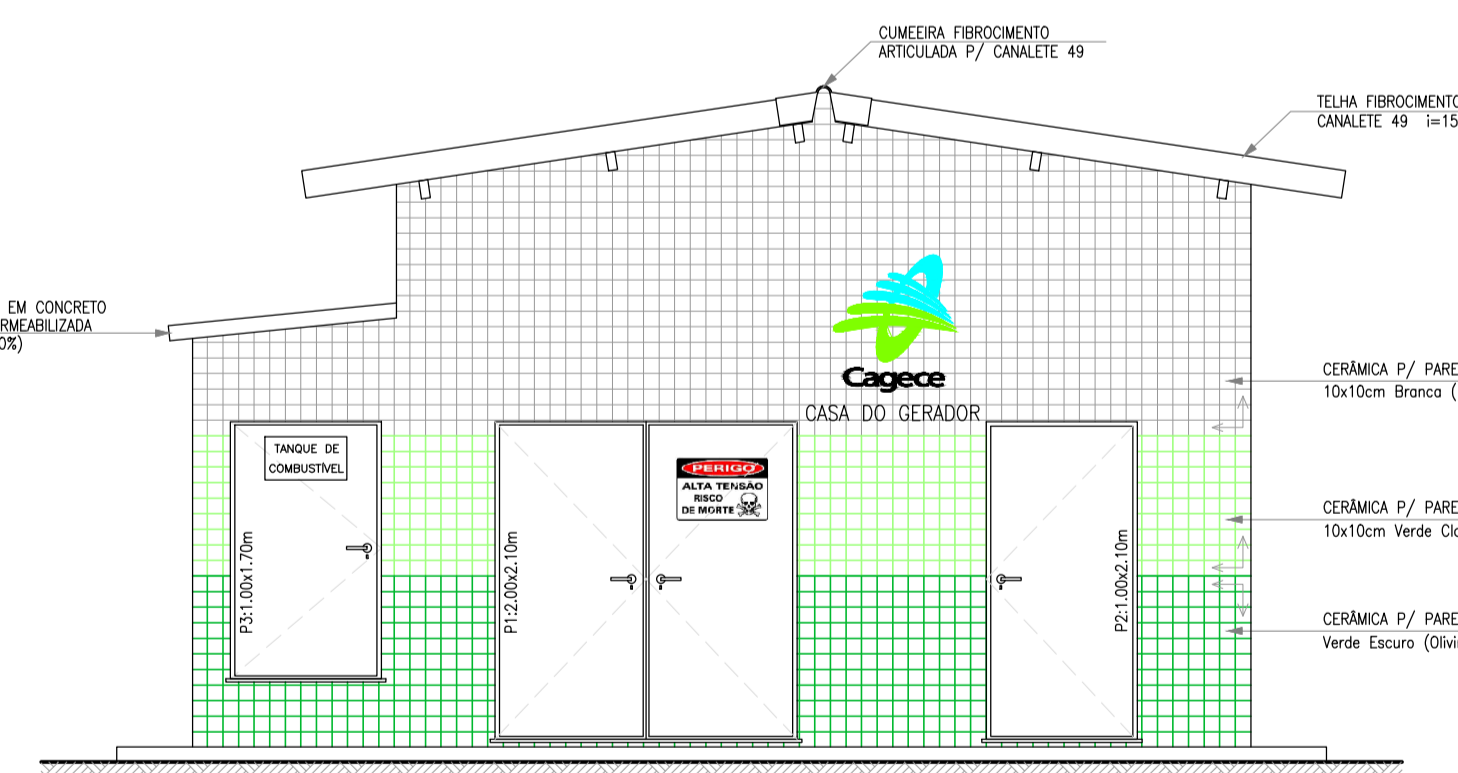 CUMEEIRA FIBROCIMENTO
ARTICULADA P/ CANALETE 49
TELHA FIBROCIMENTO
CANALETE 49 i=15
EM CONCRETO
RMEABILIZADA
0%)
Cagece
CASA DO GERADOR
CERÂMICA P/ PARE
10x10cm Branca (
TANQUE DE
COMBUSTÍVEL
PERIGO
ALTA TENSÃO
RISCO
DE MORTE
CERÂMICA P/ PARE
10x10cm Verde Cla
P3:1.00x1.70m
P1:2.00x2.10m
P2:1.00x2.10m
CERÂMICA P/ PARE
Verde Escuro (Olivi